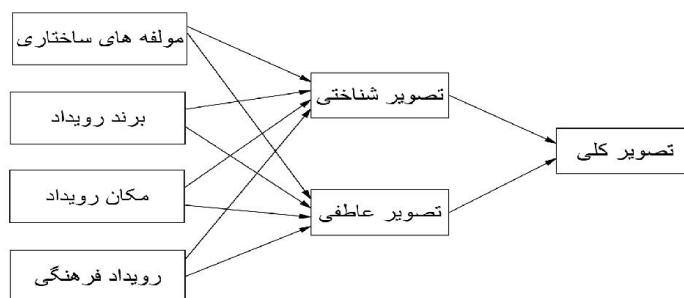 مولفه های ساختاری
برند رویداد
مکان رویداد
رویداد فرهنگی
تصویر شناختی
تصویر عاطفی
تصویر کلی